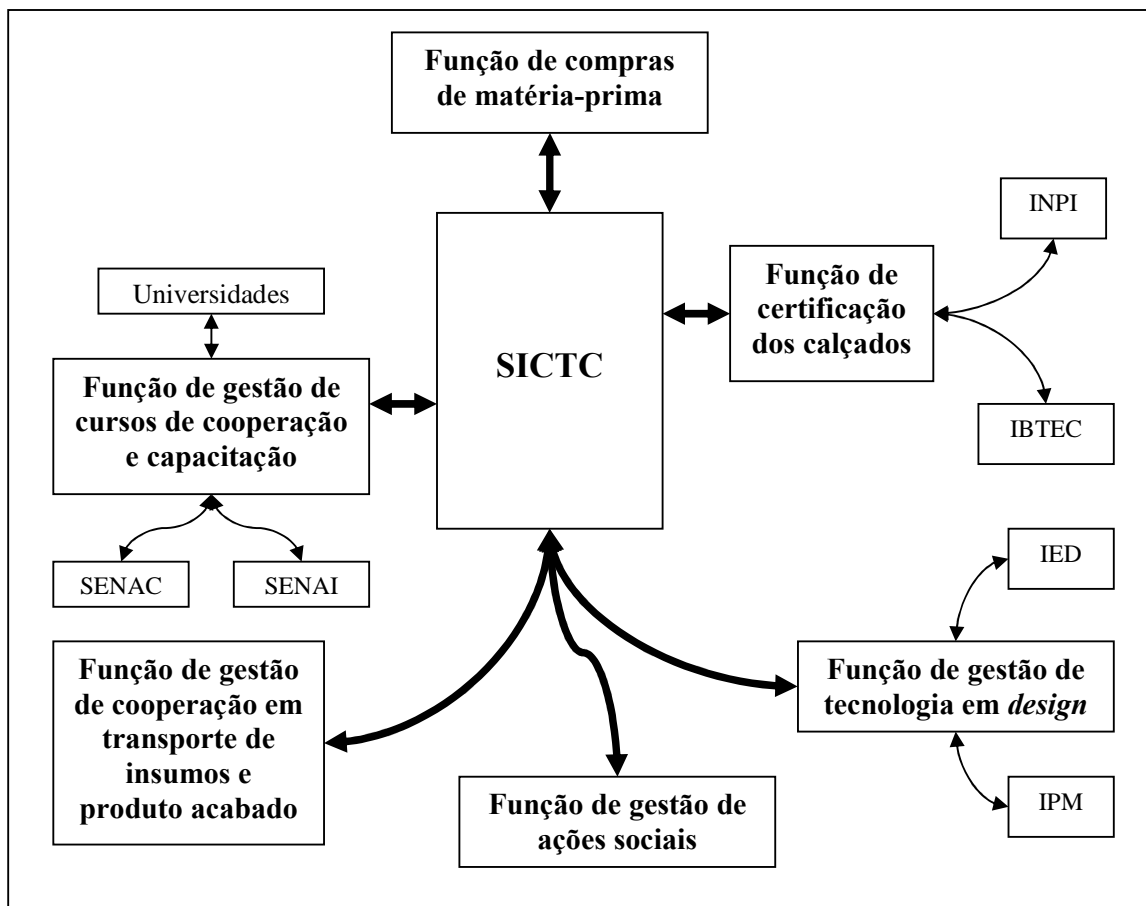 Função de compras
de matéria-prima
INPI
Universidades
Função de
certificação
dos calçados
SICTC
Função de gestão de
cursos de cooperação
e capacitação
IBTEC
SENAC
SENAI
IED
Função de gestão
de cooperação em
transporte de
insumos e
produto acabado
Função de gestão de
tecnologia em design
Função de gestão de
ações sociais
IPM